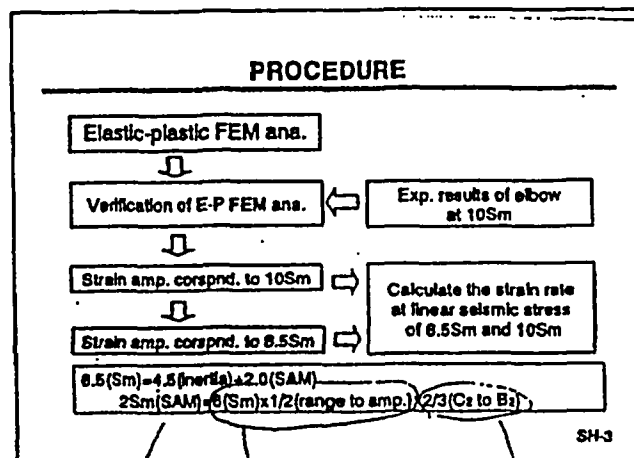 PROCEDURE
Elastic-plastic FEM ana.
Verification of E-P FEM ana.
Exp. results of elbow
at 10Sm
Strain amp. corspnd. to 10Sm
Calculate the strain rate
at linear seismic stress
of 6.5Sm and 10Sm
Strain amp. corspnd. to 6.5Sm
6.5(Sm)=4.5(inertia)+2.0(SAM)
2Sm(SAM)=6(Sm)x1/2(range to amp.)x2/3(C₂ to B₂)
SH-3